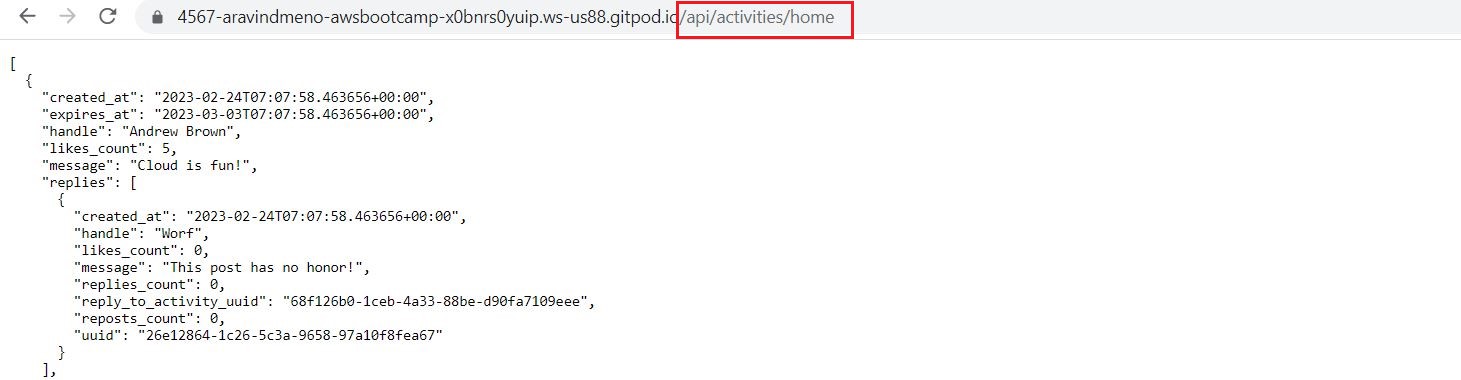 4567-aravindmeno-awsbootcamp-x0bnrs0yuip.ws-us88.gitpod.io/api/activities/home
[
  {
    "created_at": "2023-02-24T07:07:58.463656+00:00",
    "expires_at": "2023-03-03T07:07:58.463656+00:00",
    "handle": "Andrew Brown",
    "likes_count": 5,
    "message": "Cloud is fun!",
    "replies": [
      {
        "created_at": "2023-02-24T07:07:58.463656+00:00",
        "handle": "Worf",
        "likes_count": 0,
        "message": "This post has no honor!",
        "replies_count": 0,
        "reply_to_activity_uuid": "68f126b0-1ceb-4a33-88be-d90fa7109eee",
        "reposts_count": 0,
        "uuid": "26e12864-1c26-5c3a-9658-97a10f8fea67"
      }
    ],